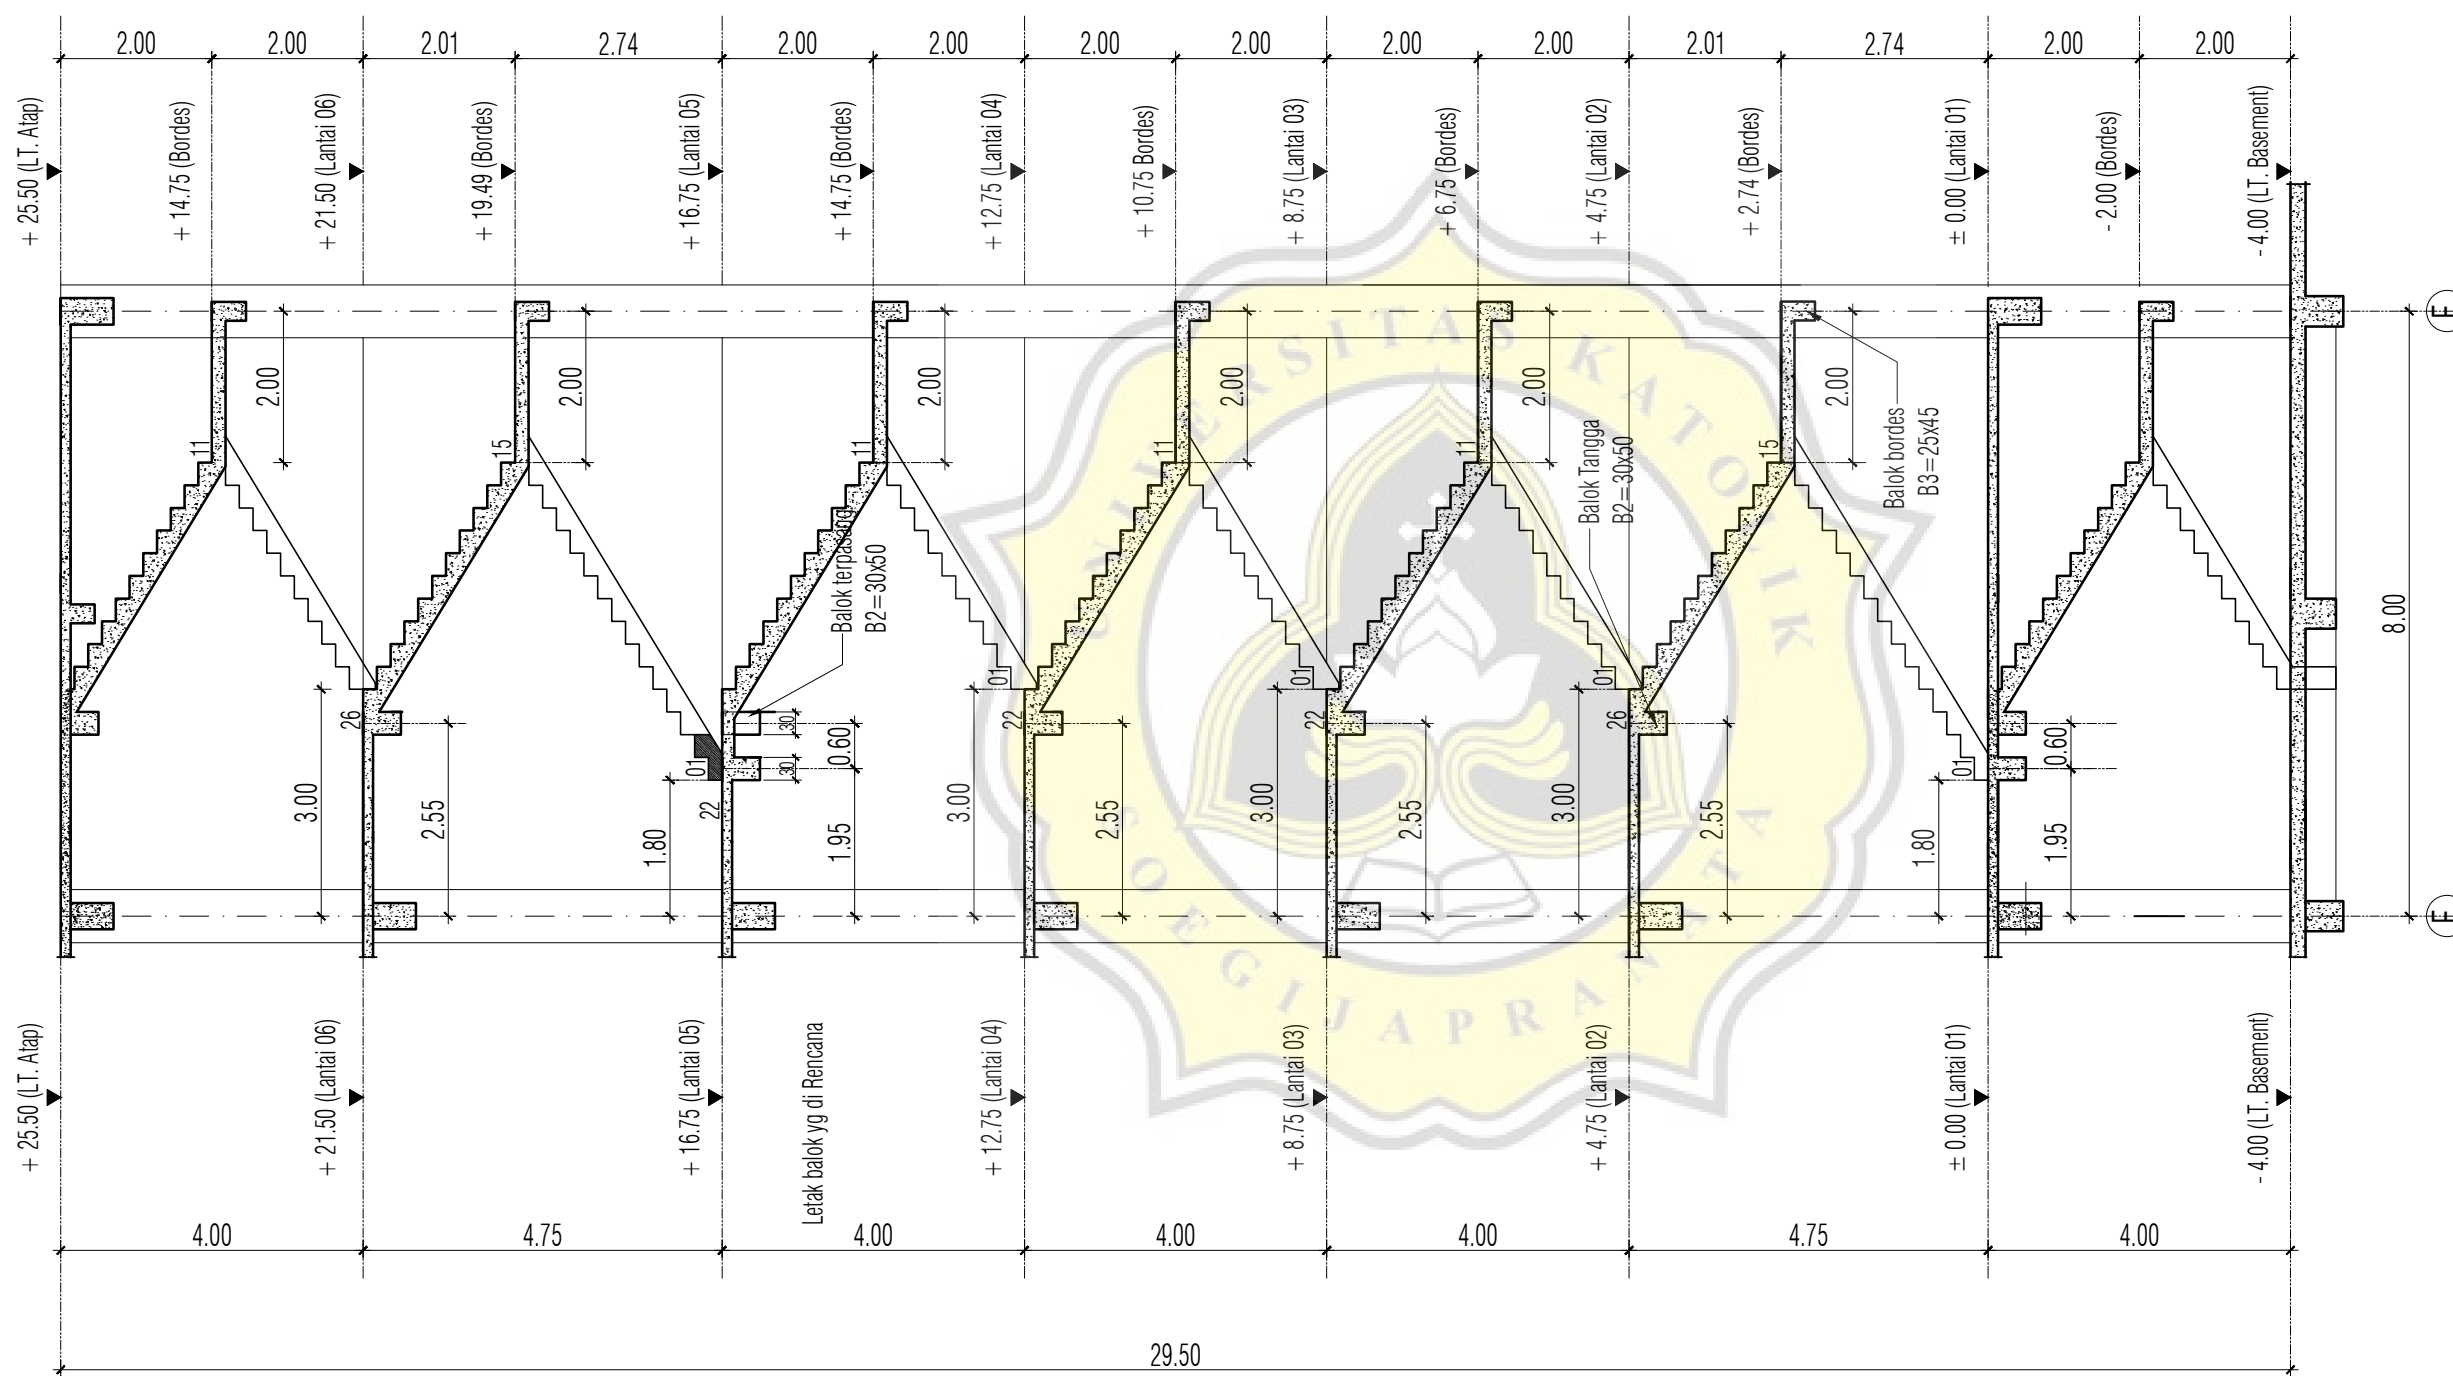 2.00 2.00 2.01 2.74 2.00 2.00 2.00 2.00 2.00 2.00 2.01 2.74 2.00 2.00
+ 25.50 (LT. Atap)
+ 14.75 (Bordes)
+ 21.50 (Lantai 06)
+ 19.49 (Bordes)
+ 16.75 (Lantai 05)
+ 14.75 (Bordes)
+ 12.75 (Lantai 04)
+ 10.75 Bordes)
+ 8.75 (Lantai 03)
+ 6.75 (Bordes)
+ 4.75 (Lantai 02)
+ 2.74 (Bordes)
± 0.00 (Lantai 01)
- 2.00 (Bordes)
- 4.00 (LT. Basement)
UNIVERSITAS KATOLIK
SOEGIJAPRANATA
2.00 2.00 2.00 2.00 2.00 2.00
11 15 11 11 11 15
Balok terpasang
B2=30x50
Balok Tangga
B2=30x50
Balok bordes
B3=25x45
8.00
01 01 01 01 01
26 22 22 22 26
30 30
0.60 0.60
3.00 2.55 1.80 1.95 3.00 2.55 3.00 2.55 3.00 2.55 1.80 1.95
+ 25.50 (LT. Atap)
+ 21.50 (Lantai 06)
+ 16.75 (Lantai 05)
Letak balok yg di Rencana
+ 12.75 (Lantai 04)
+ 8.75 (Lantai 03)
+ 4.75 (Lantai 02)
± 0.00 (Lantai 01)
- 4.00 (LT. Basement)
4.00 4.75 4.00 4.00 4.00 4.75 4.00
29.50